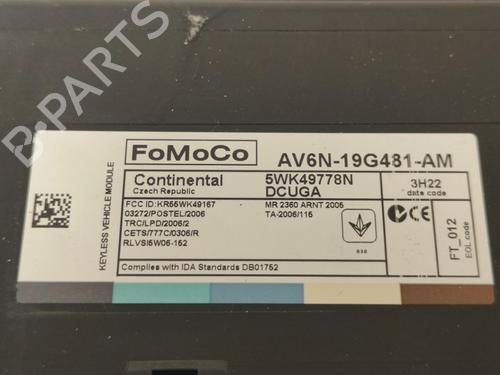 B-PARTS
KEYLESS VEHICLE MODULE
FoMoCo
AV6N-19G481-AM
Continental
Czech Republic
5WK49778N
DCUGA
3H22
date code
FCC ID: KR55WK49167
03272/POSTEL/2006
TRC/LPD/2006/2
CETS/777C/0306/R
RLVSI5W06-152
MR 2360 ARNT 2006
TA-2006/115
838
FT_012
EOL code
Complies with IDA Standards DB01752